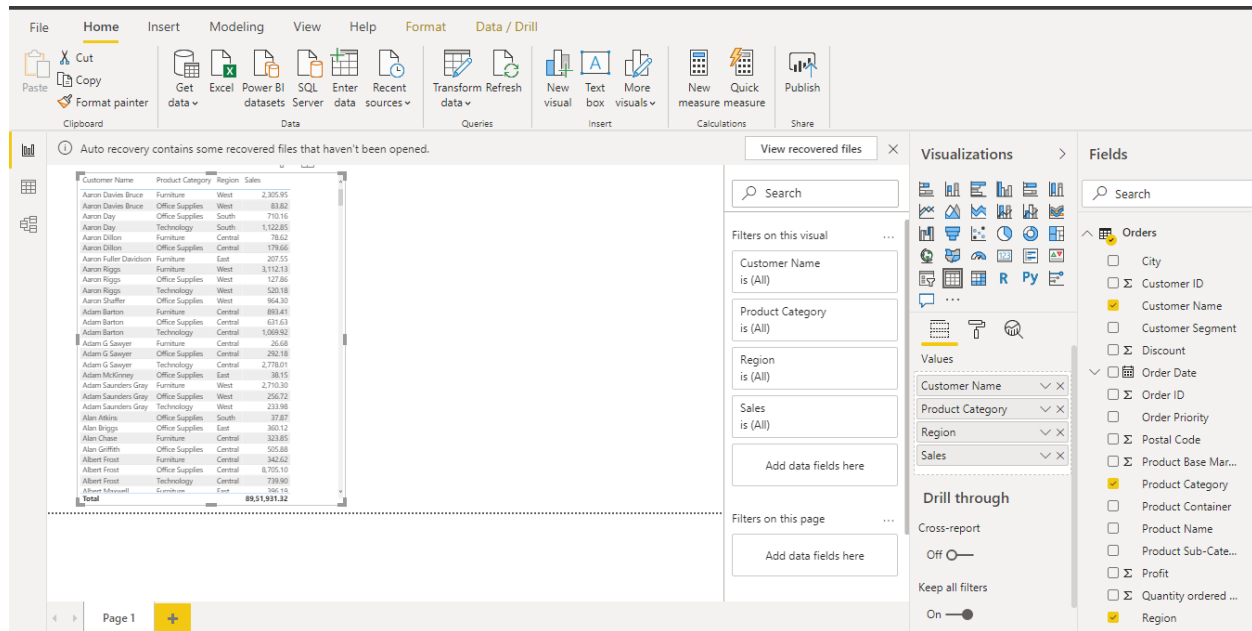 File Home Insert Modeling View Help Format Data / Drill
Paste
Cut
Copy
Format painter
Clipboard
Get data
Excel
Power BI datasets
SQL Server
Enter data
Recent sources
Data
Transform data
Refresh
Queries
New visual
Text box
More visuals
Insert
New measure
Quick measure
Calculations
Publish
Share
Auto recovery contains some recovered files that haven't been opened.
View recovered files
Customer Name Product Category Region Sales
Aaron Davies Bruce Furniture West 2,305.95
Aaron Davies Bruce Office Supplies West 83.82
Aaron Day Office Supplies South 710.16
Aaron Day Technology South 1,122.85
Aaron Dillon Furniture Central 78.62
Aaron Dillon Office Supplies Central 179.66
Aaron Fuller Davidson Furniture East 207.55
Aaron Riggs Furniture West 3,112.13
Aaron Riggs Office Supplies West 127.86
Aaron Riggs Technology West 520.18
Aaron Shaffer Office Supplies West 964.30
Adam Barton Furniture Central 893.41
Adam Barton Office Supplies Central 631.63
Adam Barton Technology Central 1,069.92
Adam G Sawyer Furniture Central 26.68
Adam G Sawyer Office Supplies Central 292.18
Adam G Sawyer Technology Central 2,778.01
Adam McKinney Office Supplies East 38.15
Adam Saunders Gray Furniture West 2,710.30
Adam Saunders Gray Office Supplies West 256.72
Adam Saunders Gray Technology West 233.98
Alan Atkins Office Supplies South 37.87
Alan Briggs Office Supplies East 360.12
Alan Chase Furniture Central 323.85
Alan Griffith Office Supplies Central 505.88
Albert Frost Furniture Central 342.62
Albert Frost Office Supplies Central 8,705.10
Albert Frost Technology Central 739.90
Albert Maxwell Furniture East 396.19
Total 89,51,931.32
Page 1
Search
Filters on this visual
Customer Name
is (All)
Product Category
is (All)
Region
is (All)
Sales
is (All)
Add data fields here
Filters on this page
Add data fields here
Visualizations
123
R Py
Values
Customer Name
Product Category
Region
Sales
Drill through
Cross-report
Off
Keep all filters
On
Fields
Search
Orders
City
Σ Customer ID
Customer Name
Customer Segment
Σ Discount
Order Date
Σ Order ID
Order Priority
Σ Postal Code
Σ Product Base Mar...
Product Category
Product Container
Product Name
Product Sub-Cate...
Σ Profit
Σ Quantity ordered ...
Region